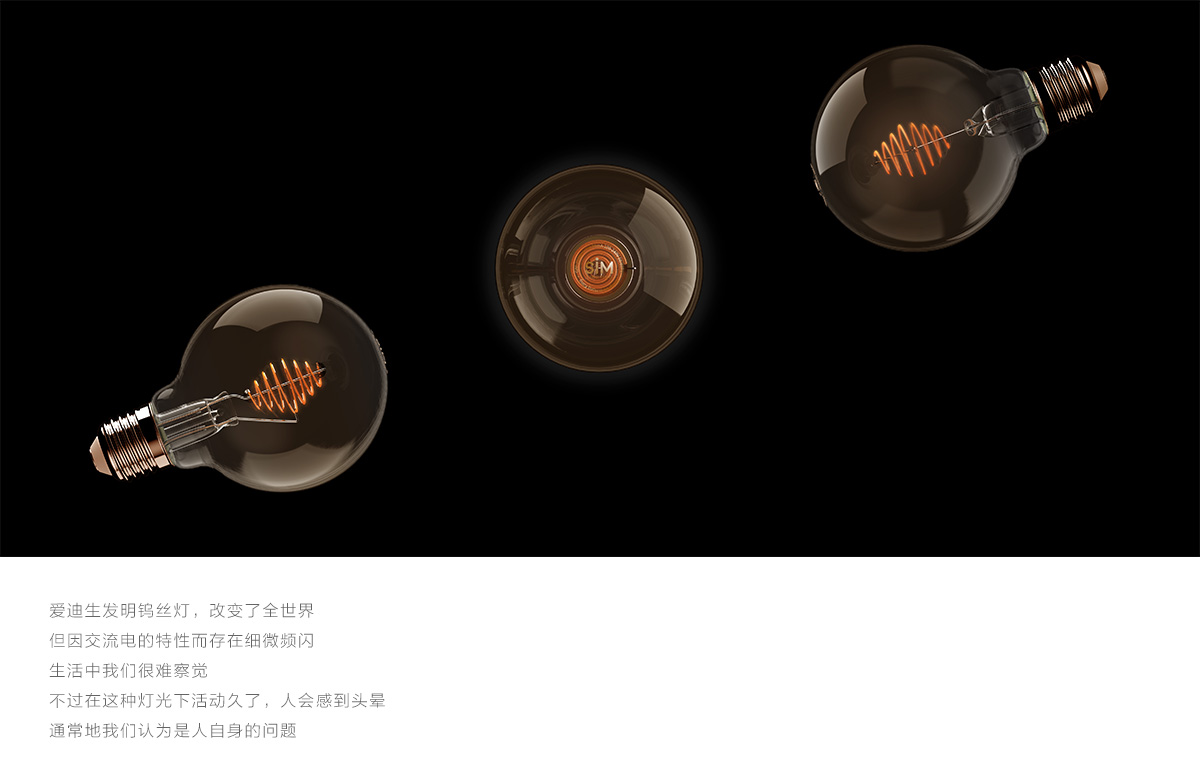 爱迪生发明钨丝灯，改变了全世界
但因交流电的特性而存在细微频闪
生活中我们很难察觉
不过在这种灯光下活动久了，人会感到头晕
通常地我们认为是人自身的问题